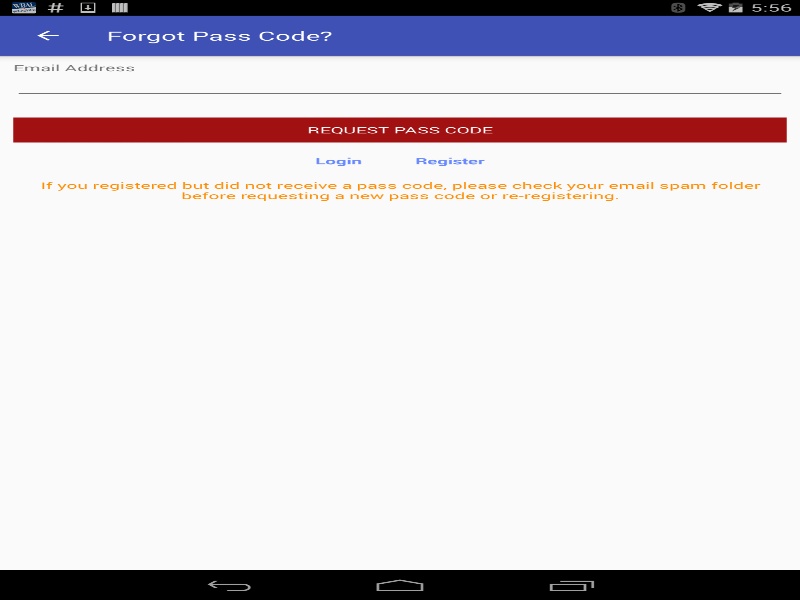 # 5:56
Forgot Pass Code?
Email Address
REQUEST PASS CODE
Login Register
If you registered but did not receive a pass code, please check your email spam folder
before requesting a new pass code or re-registering.